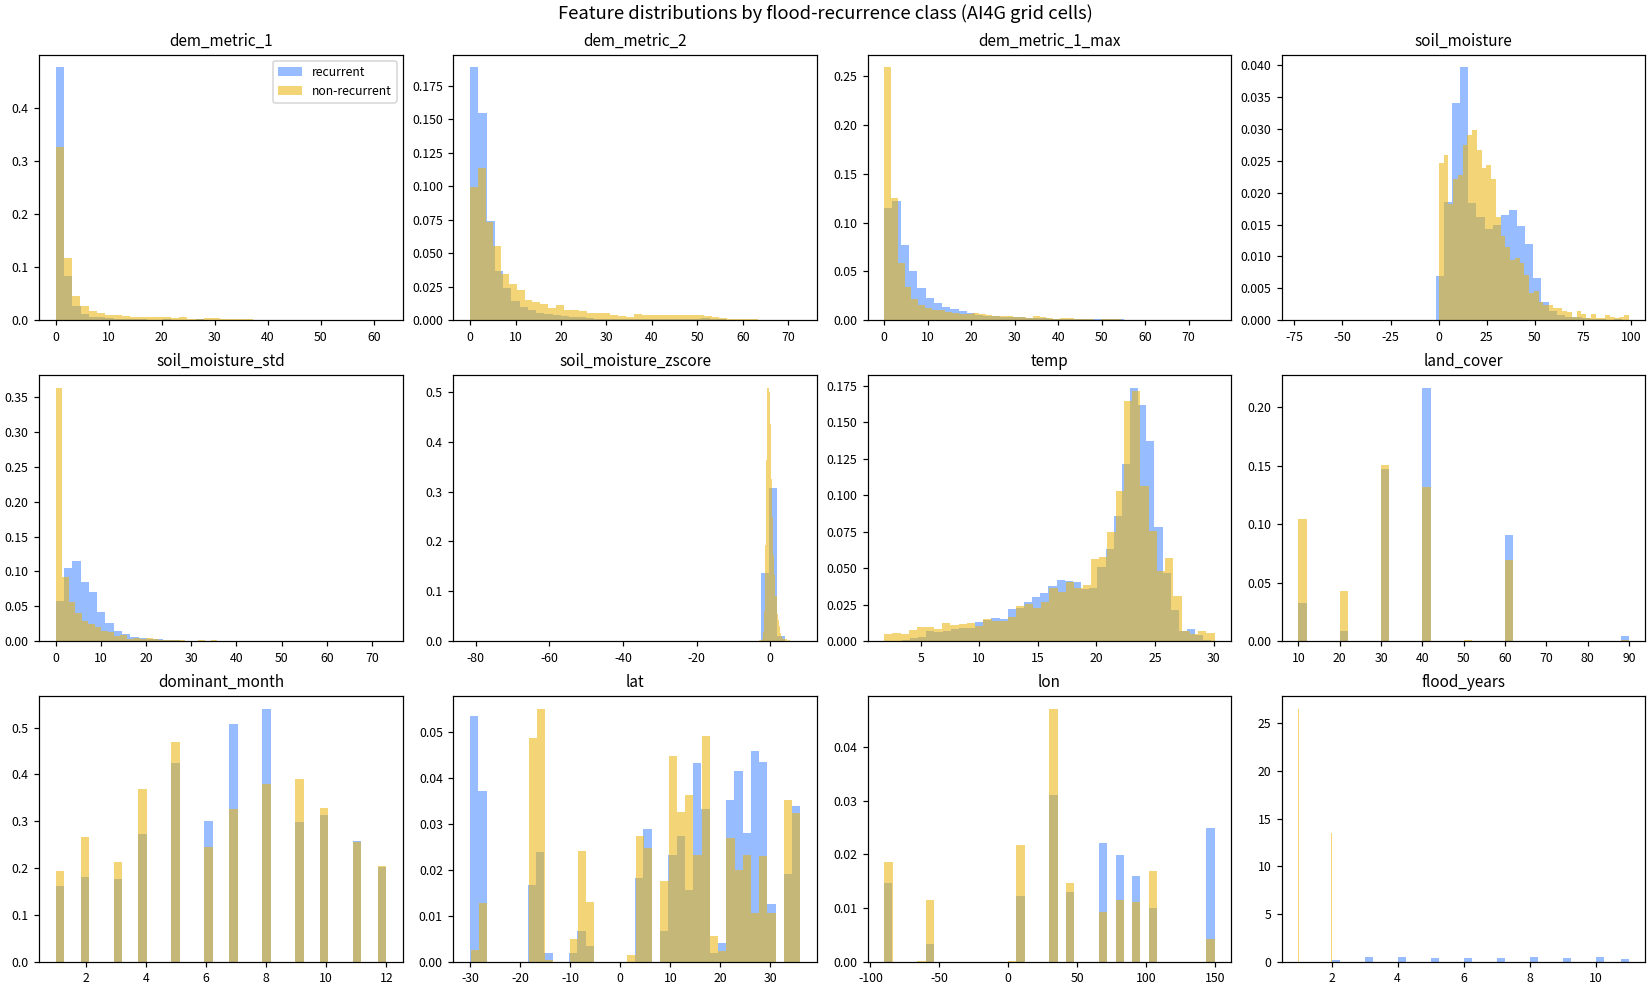 Feature distributions by flood-recurrence class (AI4G grid cells)
dem_metric_1
recurrent
non-recurrent
0.4
0.3
0.2
0.1
0.0
0 10 20 30 40 50 60
dem_metric_2
0.175
0.150
0.125
0.100
0.075
0.050
0.025
0.000
0 10 20 30 40 50 60 70
dem_metric_1_max
0.25
0.20
0.15
0.10
0.05
0.00
0 10 20 30 40 50 60 70
soil_moisture
0.040
0.035
0.030
0.025
0.020
0.015
0.010
0.005
0.000
-75 -50 -25 0 25 50 75 100
soil_moisture_std
0.35
0.30
0.25
0.20
0.15
0.10
0.05
0.00
0 10 20 30 40 50 60 70
soil_moisture_zscore
0.5
0.4
0.3
0.2
0.1
0.0
-80 -60 -40 -20 0
temp
0.175
0.150
0.125
0.100
0.075
0.050
0.025
0.000
5 10 15 20 25 30
land_cover
0.20
0.15
0.10
0.05
0.00
10 20 30 40 50 60 70 80 90
dominant_month
0.5
0.4
0.3
0.2
0.1
0.0
2 4 6 8 10 12
lat
0.05
0.04
0.03
0.02
0.01
0.00
-30 -20 -10 0 10 20 30
lon
0.04
0.03
0.02
0.01
0.00
-100 -50 0 50 100 150
flood_years
25
20
15
10
5
0
2 4 6 8 10